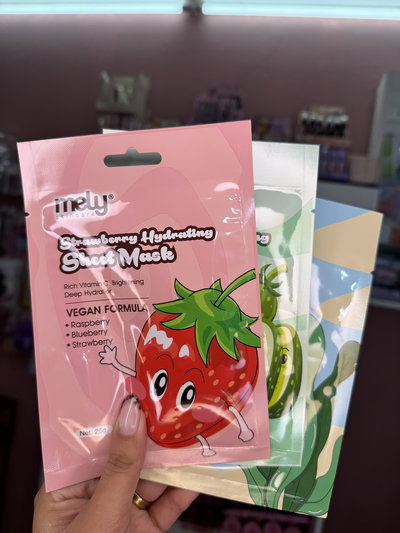 mely®
Strawberry Hydrating
Sheet Mask
Rich Vitamin C, Brightening
Deep Hydration
VEGAN FORMULA
• Raspberry
• Blueberry
• Strawberry
Net: 25g